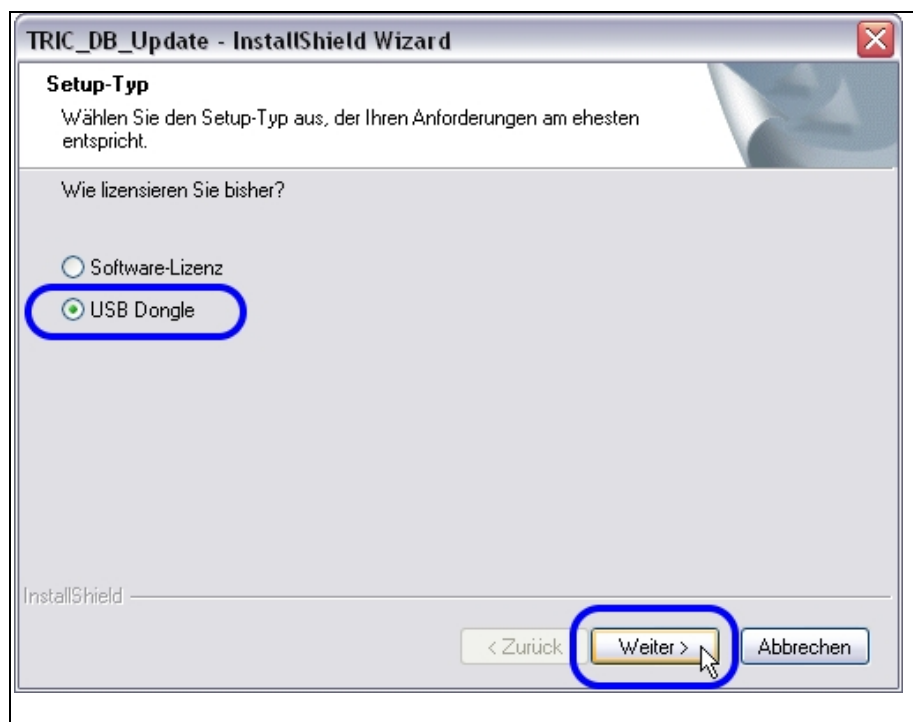 TRIC_DB_Update - InstallShield Wizard
Setup-Typ
Wählen Sie den Setup-Typ aus, der Ihren Anforderungen am ehesten
entspricht.
Wie lizensieren Sie bisher?
Software-Lizenz
USB Dongle
InstallShield
< Zurück
Weiter >
Abbrechen